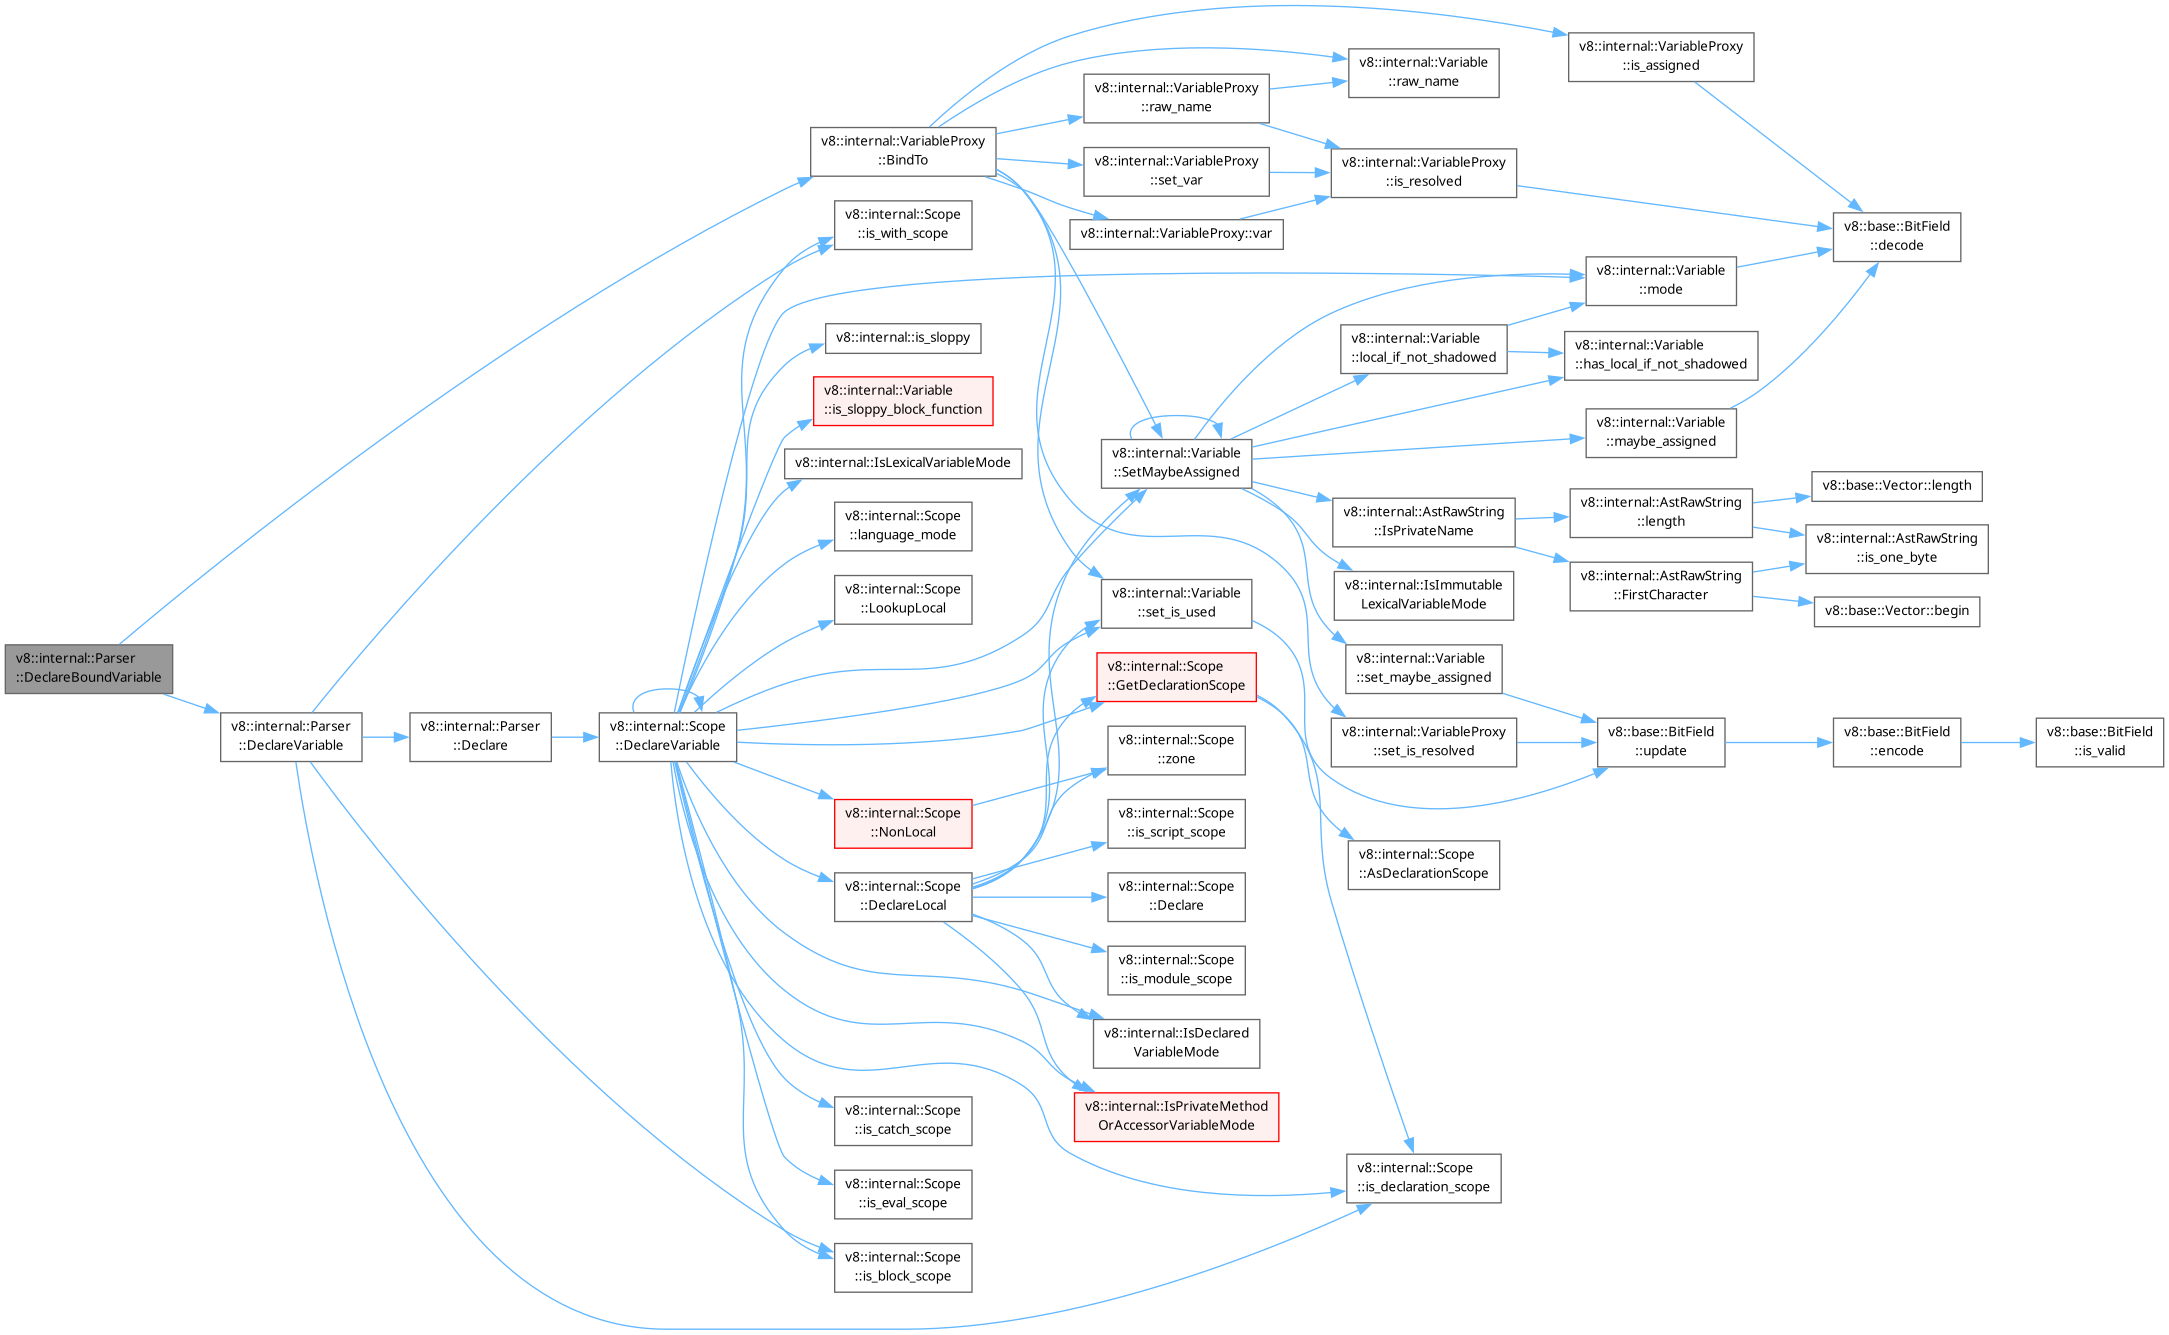 v8::internal::Parser
::DeclareBoundVariable
v8::internal::Parser
::DeclareVariable
v8::internal::Parser
::Declare
v8::internal::Scope
::DeclareVariable
v8::internal::VariableProxy
::BindTo
v8::internal::Scope
::is_with_scope
v8::internal::is_sloppy
v8::internal::Variable
::is_sloppy_block_function
v8::internal::IsLexicalVariableMode
v8::internal::Scope
::language_mode
v8::internal::Scope
::LookupLocal
v8::internal::Scope
::NonLocal
v8::internal::Scope
::DeclareLocal
v8::internal::Scope
::is_catch_scope
v8::internal::Scope
::is_eval_scope
v8::internal::Scope
::is_block_scope
v8::internal::VariableProxy
::raw_name
v8::internal::VariableProxy
::set_var
v8::internal::VariableProxy::var
v8::internal::Variable
::SetMaybeAssigned
v8::internal::Variable
::set_is_used
v8::internal::Scope
::GetDeclarationScope
v8::internal::Scope
::zone
v8::internal::Scope
::is_script_scope
v8::internal::Scope
::Declare
v8::internal::Scope
::is_module_scope
v8::internal::IsDeclared
VariableMode
v8::internal::IsPrivateMethod
OrAccessorVariableMode
v8::internal::Variable
::raw_name
v8::internal::VariableProxy
::is_resolved
v8::internal::Variable
::local_if_not_shadowed
v8::internal::AstRawString
::IsPrivateName
v8::internal::IsImmutable
LexicalVariableMode
v8::internal::Variable
::set_maybe_assigned
v8::internal::VariableProxy
::set_is_resolved
v8::internal::Scope
::AsDeclarationScope
v8::internal::Scope
::is_declaration_scope
v8::internal::VariableProxy
::is_assigned
v8::internal::Variable
::mode
v8::internal::Variable
::has_local_if_not_shadowed
v8::internal::Variable
::maybe_assigned
v8::internal::AstRawString
::length
v8::internal::AstRawString
::FirstCharacter
v8::base::BitField
::update
v8::base::BitField
::decode
v8::base::Vector::length
v8::internal::AstRawString
::is_one_byte
v8::base::Vector::begin
v8::base::BitField
::encode
v8::base::BitField
::is_valid